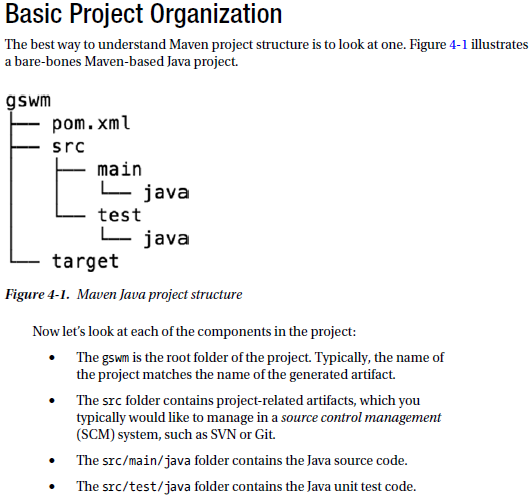 Basic Project Organization
The best way to understand Maven project structure is to look at one. Figure 4-1 illustrates
a bare-bones Maven-based Java project.
gswm
├── pom.xml
├── src
│   ├── main
│   │   └── java
│   └── test
│       └── java
└── target
Figure 4-1. Maven Java project structure
Now let's look at each of the components in the project:
• The gswm is the root folder of the project. Typically, the name of
the project matches the name of the generated artifact.
• The src folder contains project-related artifacts, which you
typically would like to manage in a source control management
(SCM) system, such as SVN or Git.
• The src/main/java folder contains the Java source code.
• The src/test/java folder contains the Java unit test code.